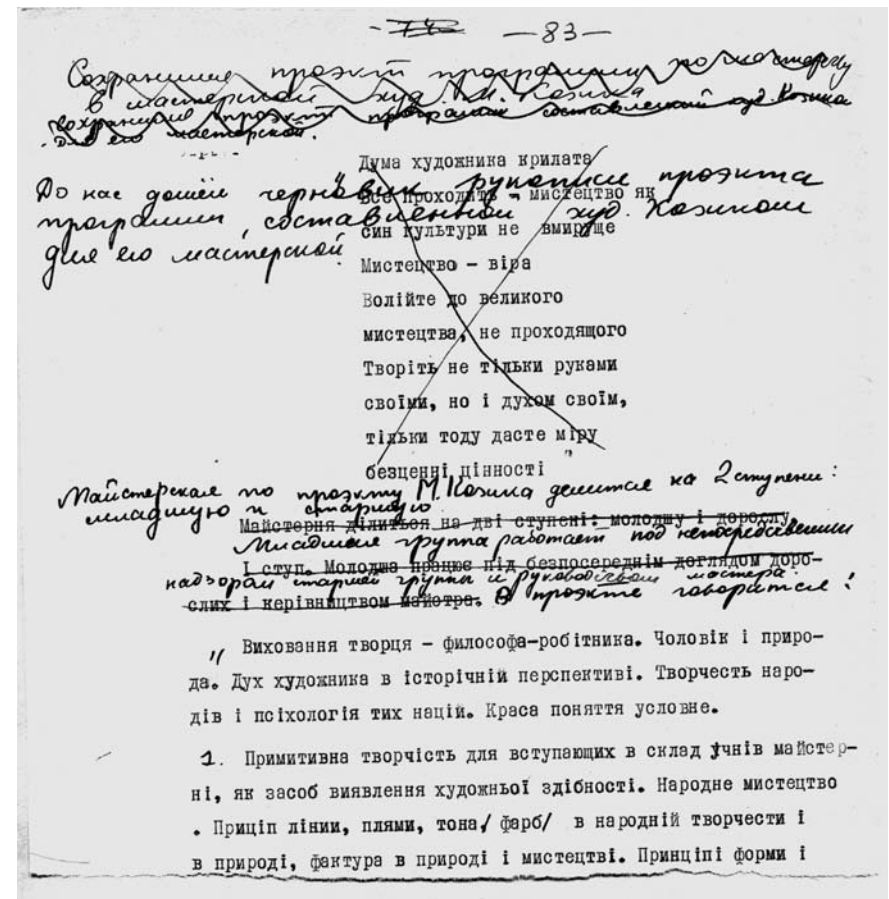 - 74 - -83-
Сохранился проэкт программы по мастерству
в мастерской худ. М. Козика
сохранился проэкт программ составленный худ. Козика
для его мастерской.
Дума художника крилата
До нас дошёл черновик рукописи проэкта
Все проходить - мистецтво як
программы, составленной худ. Козиком
син культури не вмируще
для его мастерской
Мистецтво - віра
Волійте до великого
мистецтва, не проходящого
Творіть не тільки руками
своїми, но і духом своїм,
тільки тоду дасте міру
безценні цінності "
Майстерская по проэкту М. Козика делится на 2 ступени:
младшую и старшую
Майстерня ділиться на дві ступені: молодшу і дорослу
Младшая группа работает под непосредственным
І ступ. Молодша працює під безпосереднім доглядом доро-
надзором старшей группы и руководством мастера.
слих і керівництвом майстра. В проэкте говорится:
" Виховання творця - философа-робітника. Чоловік і приро-
да. Дух художника в історічній перспективі. Творчесть наро-
дів і псіхологія тих націй. Краса поняття условне.
1. Примитивна творчість для вступающих в склад учнів майстер-
ні, як засоб виявлення художньої здібності. Народне мистецтво
. Приціп лінии, плями, тона/ фарб/ в народній творчести і
в природі, фактура в природі і мистецтві. Принціпі форми і